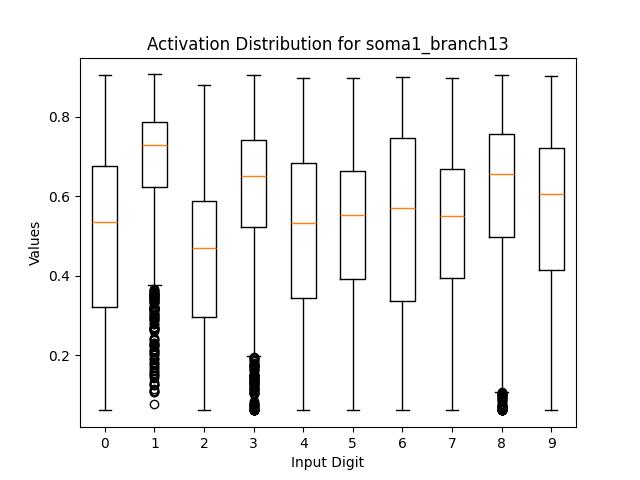 Activation Distribution for soma1_branch13
Values
0.8
0.6
0.4
0.2
0 1 2 3 4 5 6 7 8 9
Input Digit